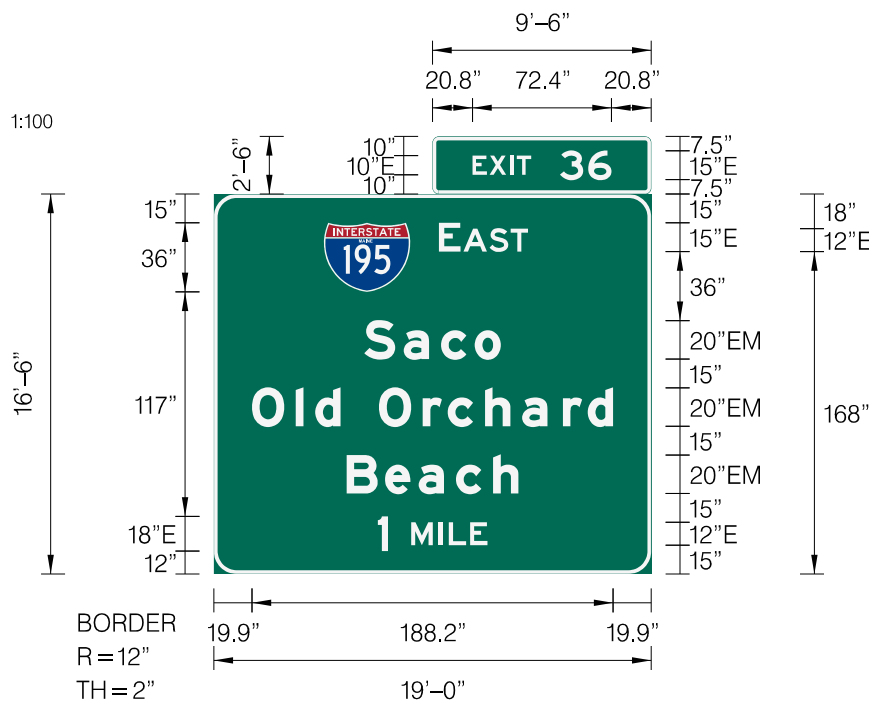 9’–6”
20.8” 72.4” 20.8”
1:100
2’–6”
10”
10”E
10”
EXIT 36
7.5”
15”E
7.5”
16’–6”
15”
36”
117”
18”E
12”
INTERSTATE
MAINE
195
EAST
Saco
Old Orchard
Beach
1 MILE
15”
15”E
36”
20”EM
15”
20”EM
15”
20”EM
15”
12”E
15”
18”
12”E
168”
BORDER
R=12”
TH=2”
19.9” 188.2” 19.9”
19’–0”